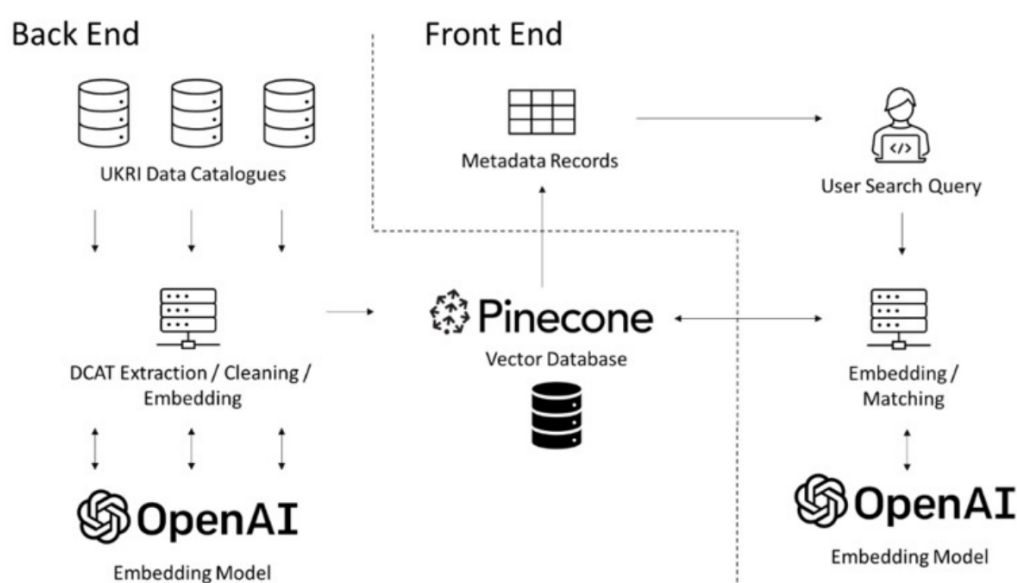 Back End
Front End
UKRI Data Catalogues
Metadata Records
</>
User Search Query
Pinecone
Vector Database
DCAT Extraction / Cleaning /
Embedding
Embedding /
Matching
OpenAI
Embedding Model
OpenAI
Embedding Model